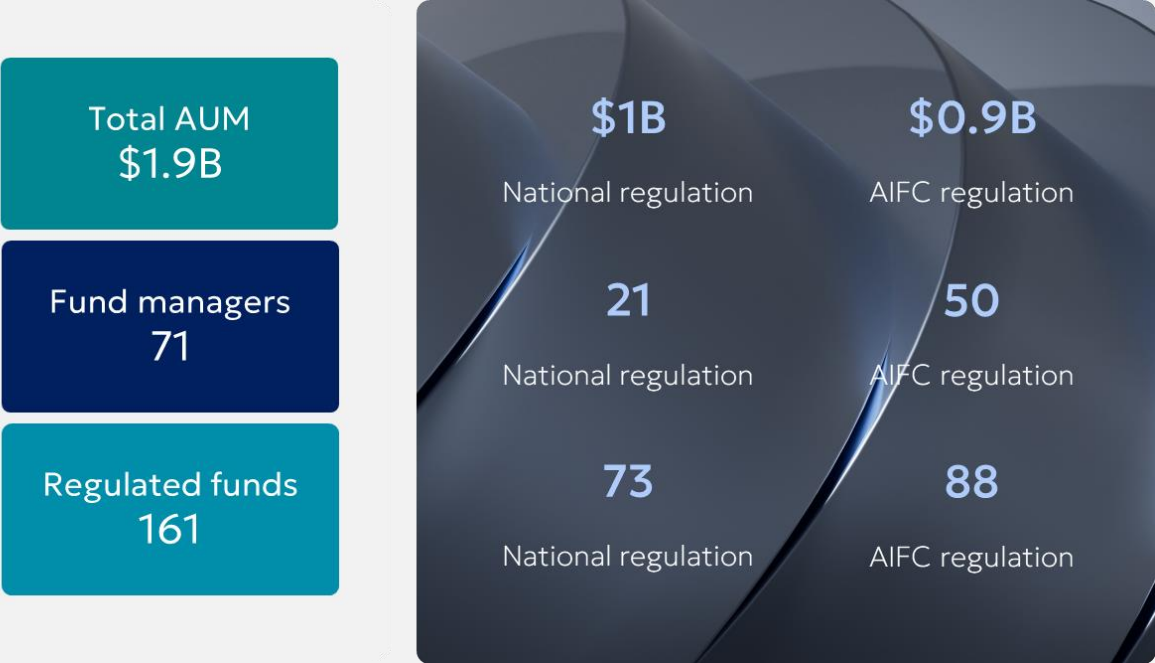 Total AUM
$1.9B
$1B
National regulation
$0.9B
AIFC regulation
Fund managers
71
21
National regulation
50
AIFC regulation
Regulated funds
161
73
National regulation
88
AIFC regulation